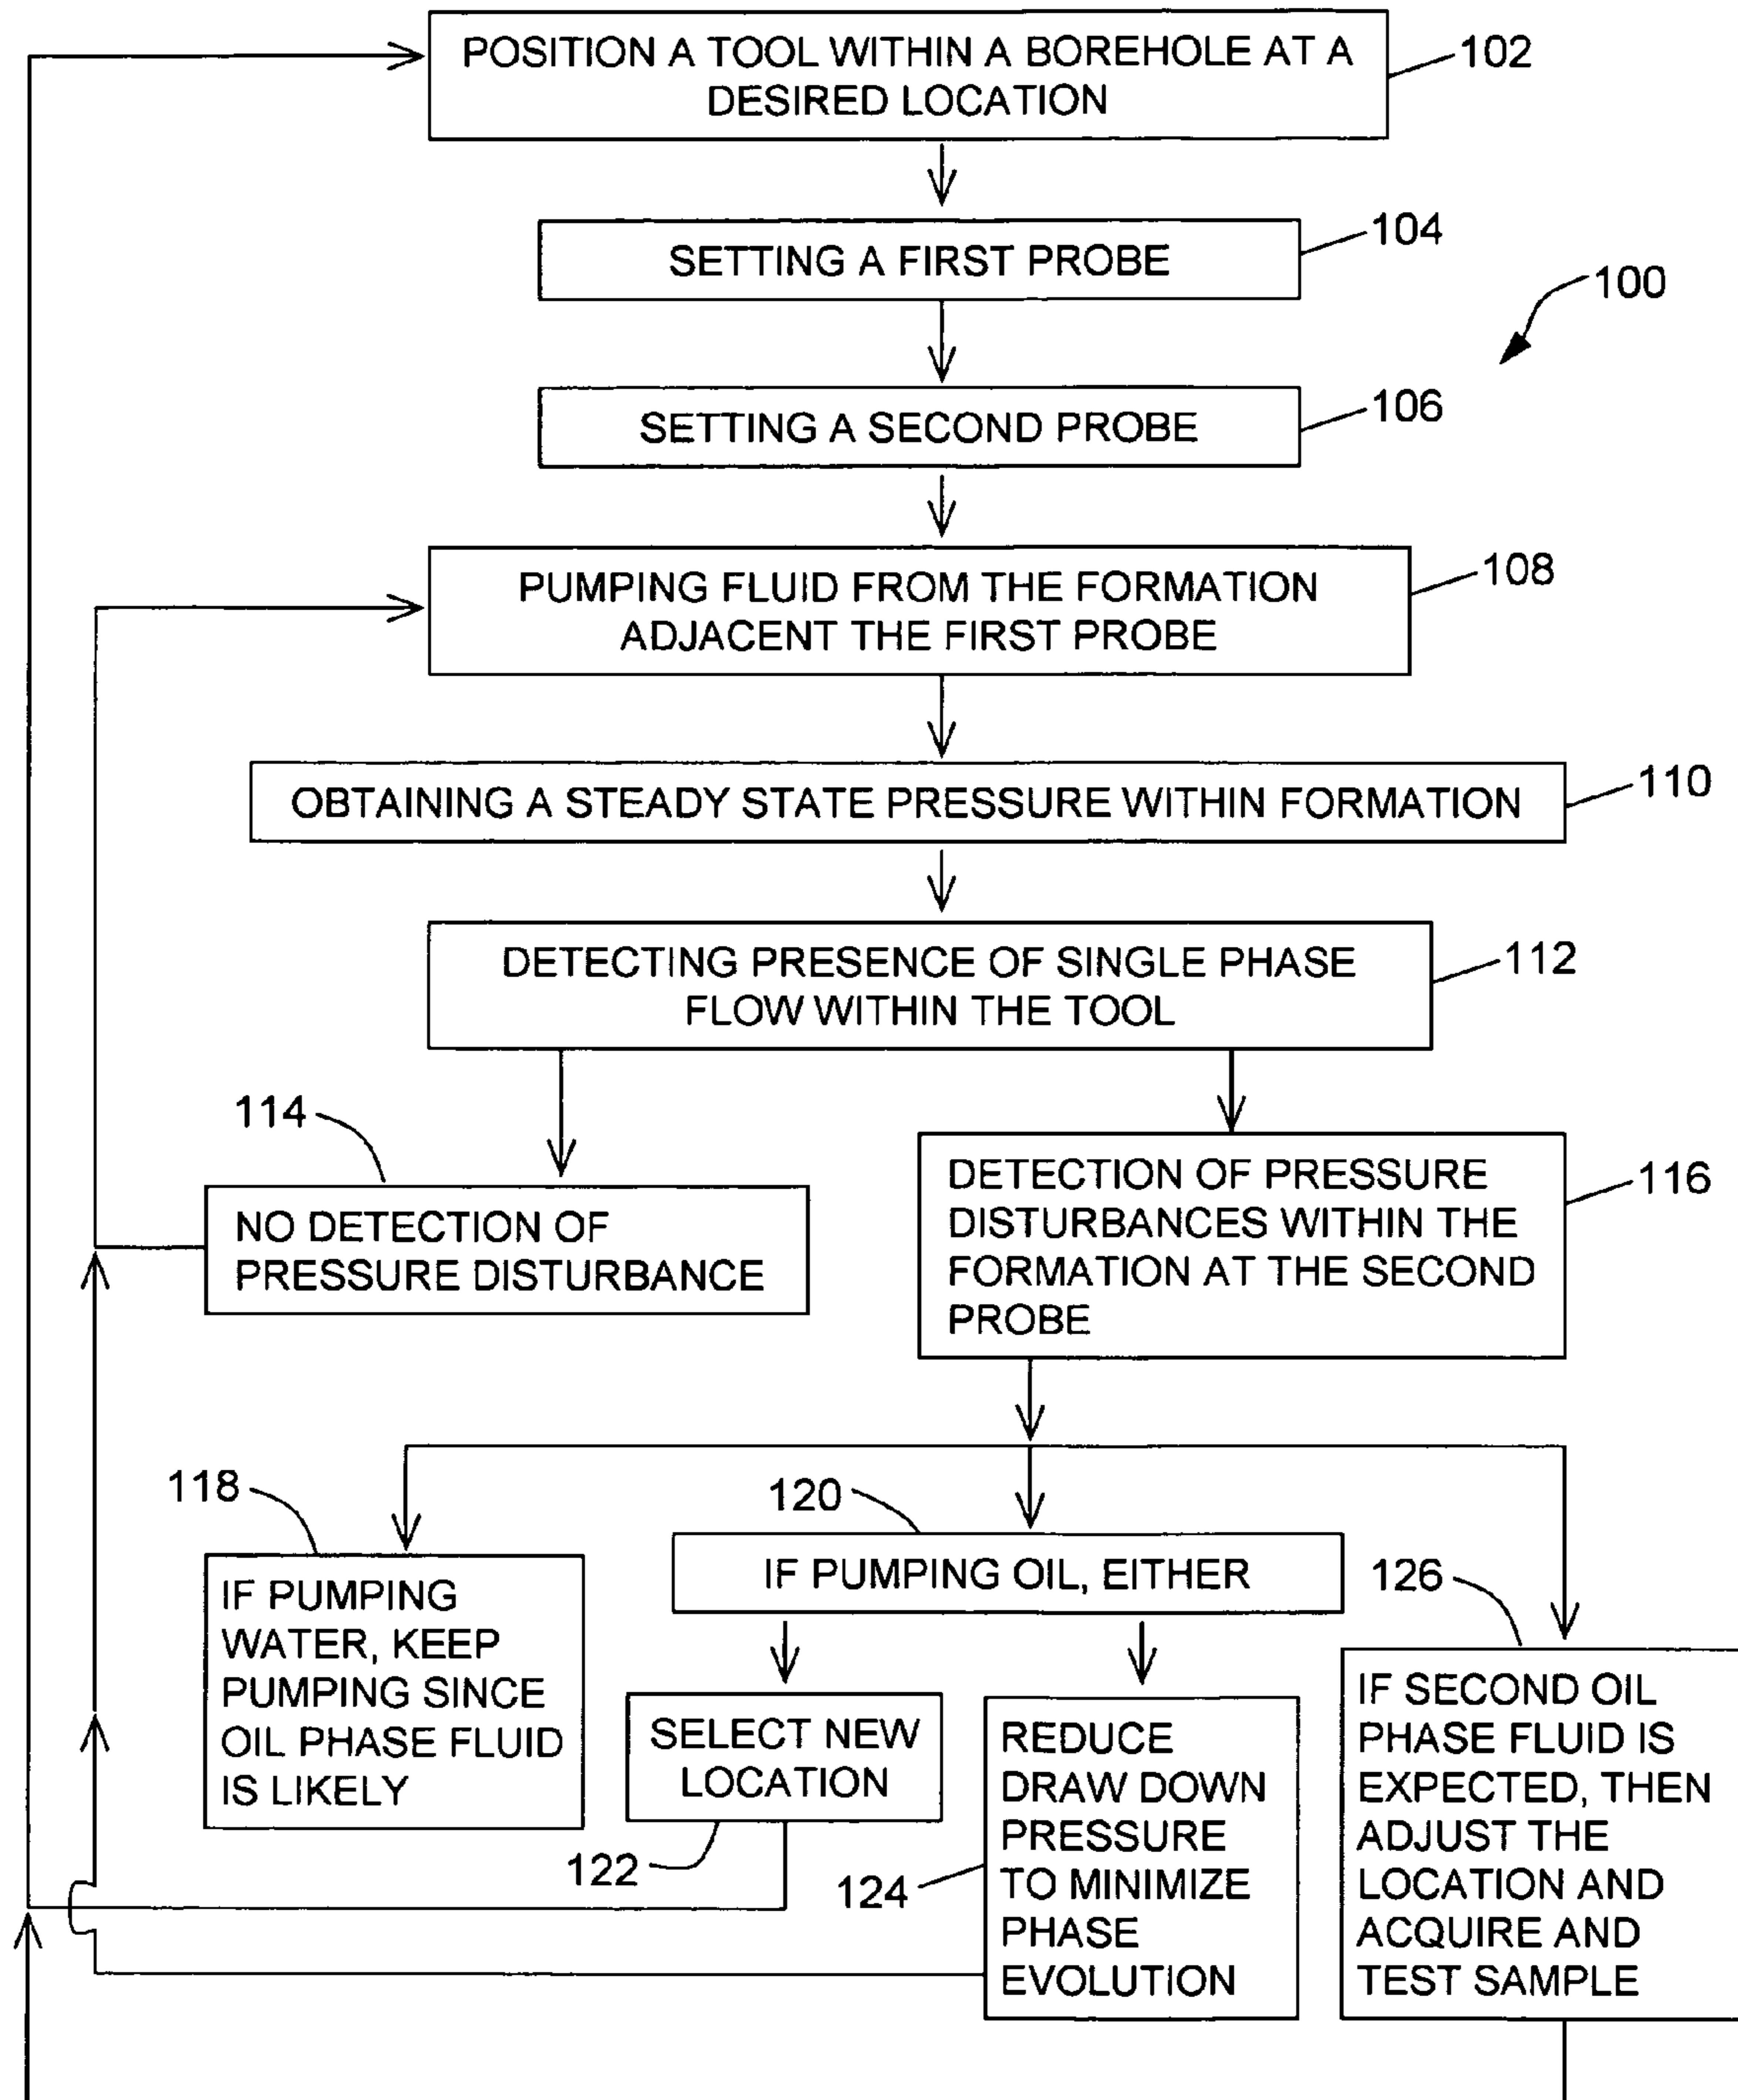 POSITION A TOOL WITHIN A BOREHOLE AT A
DESIRED LOCATION
102
SETTING A FIRST PROBE
104
100
SETTING A SECOND PROBE
106
PUMPING FLUID FROM THE FORMATION
ADJACENT THE FIRST PROBE
108
OBTAINING A STEADY STATE PRESSURE WITHIN FORMATION
110
DETECTING PRESENCE OF SINGLE PHASE
FLOW WITHIN THE TOOL
112
114
NO DETECTION OF
PRESSURE DISTURBANCE
DETECTION OF PRESSURE
DISTURBANCES WITHIN THE
FORMATION AT THE SECOND
PROBE
116
118
IF PUMPING
WATER, KEEP
PUMPING SINCE
OIL PHASE FLUID
IS LIKELY
120
IF PUMPING OIL, EITHER
SELECT NEW
LOCATION
122
REDUCE
DRAW DOWN
PRESSURE
TO MINIMIZE
PHASE
EVOLUTION
124
126
IF SECOND OIL
PHASE FLUID IS
EXPECTED, THEN
ADJUST THE
LOCATION AND
ACQUIRE AND
TEST SAMPLE